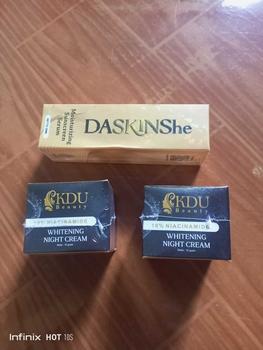 Moisturizing
Sunscreen
Serum
DASKINShe
KDU
Beauty
10% NIACINAMIDE
WHITENING
NIGHT CREAM
KDU
Beauty
10% NIACINAMIDE
WHITENING
NIGHT CREAM
Infinix HOT 10S